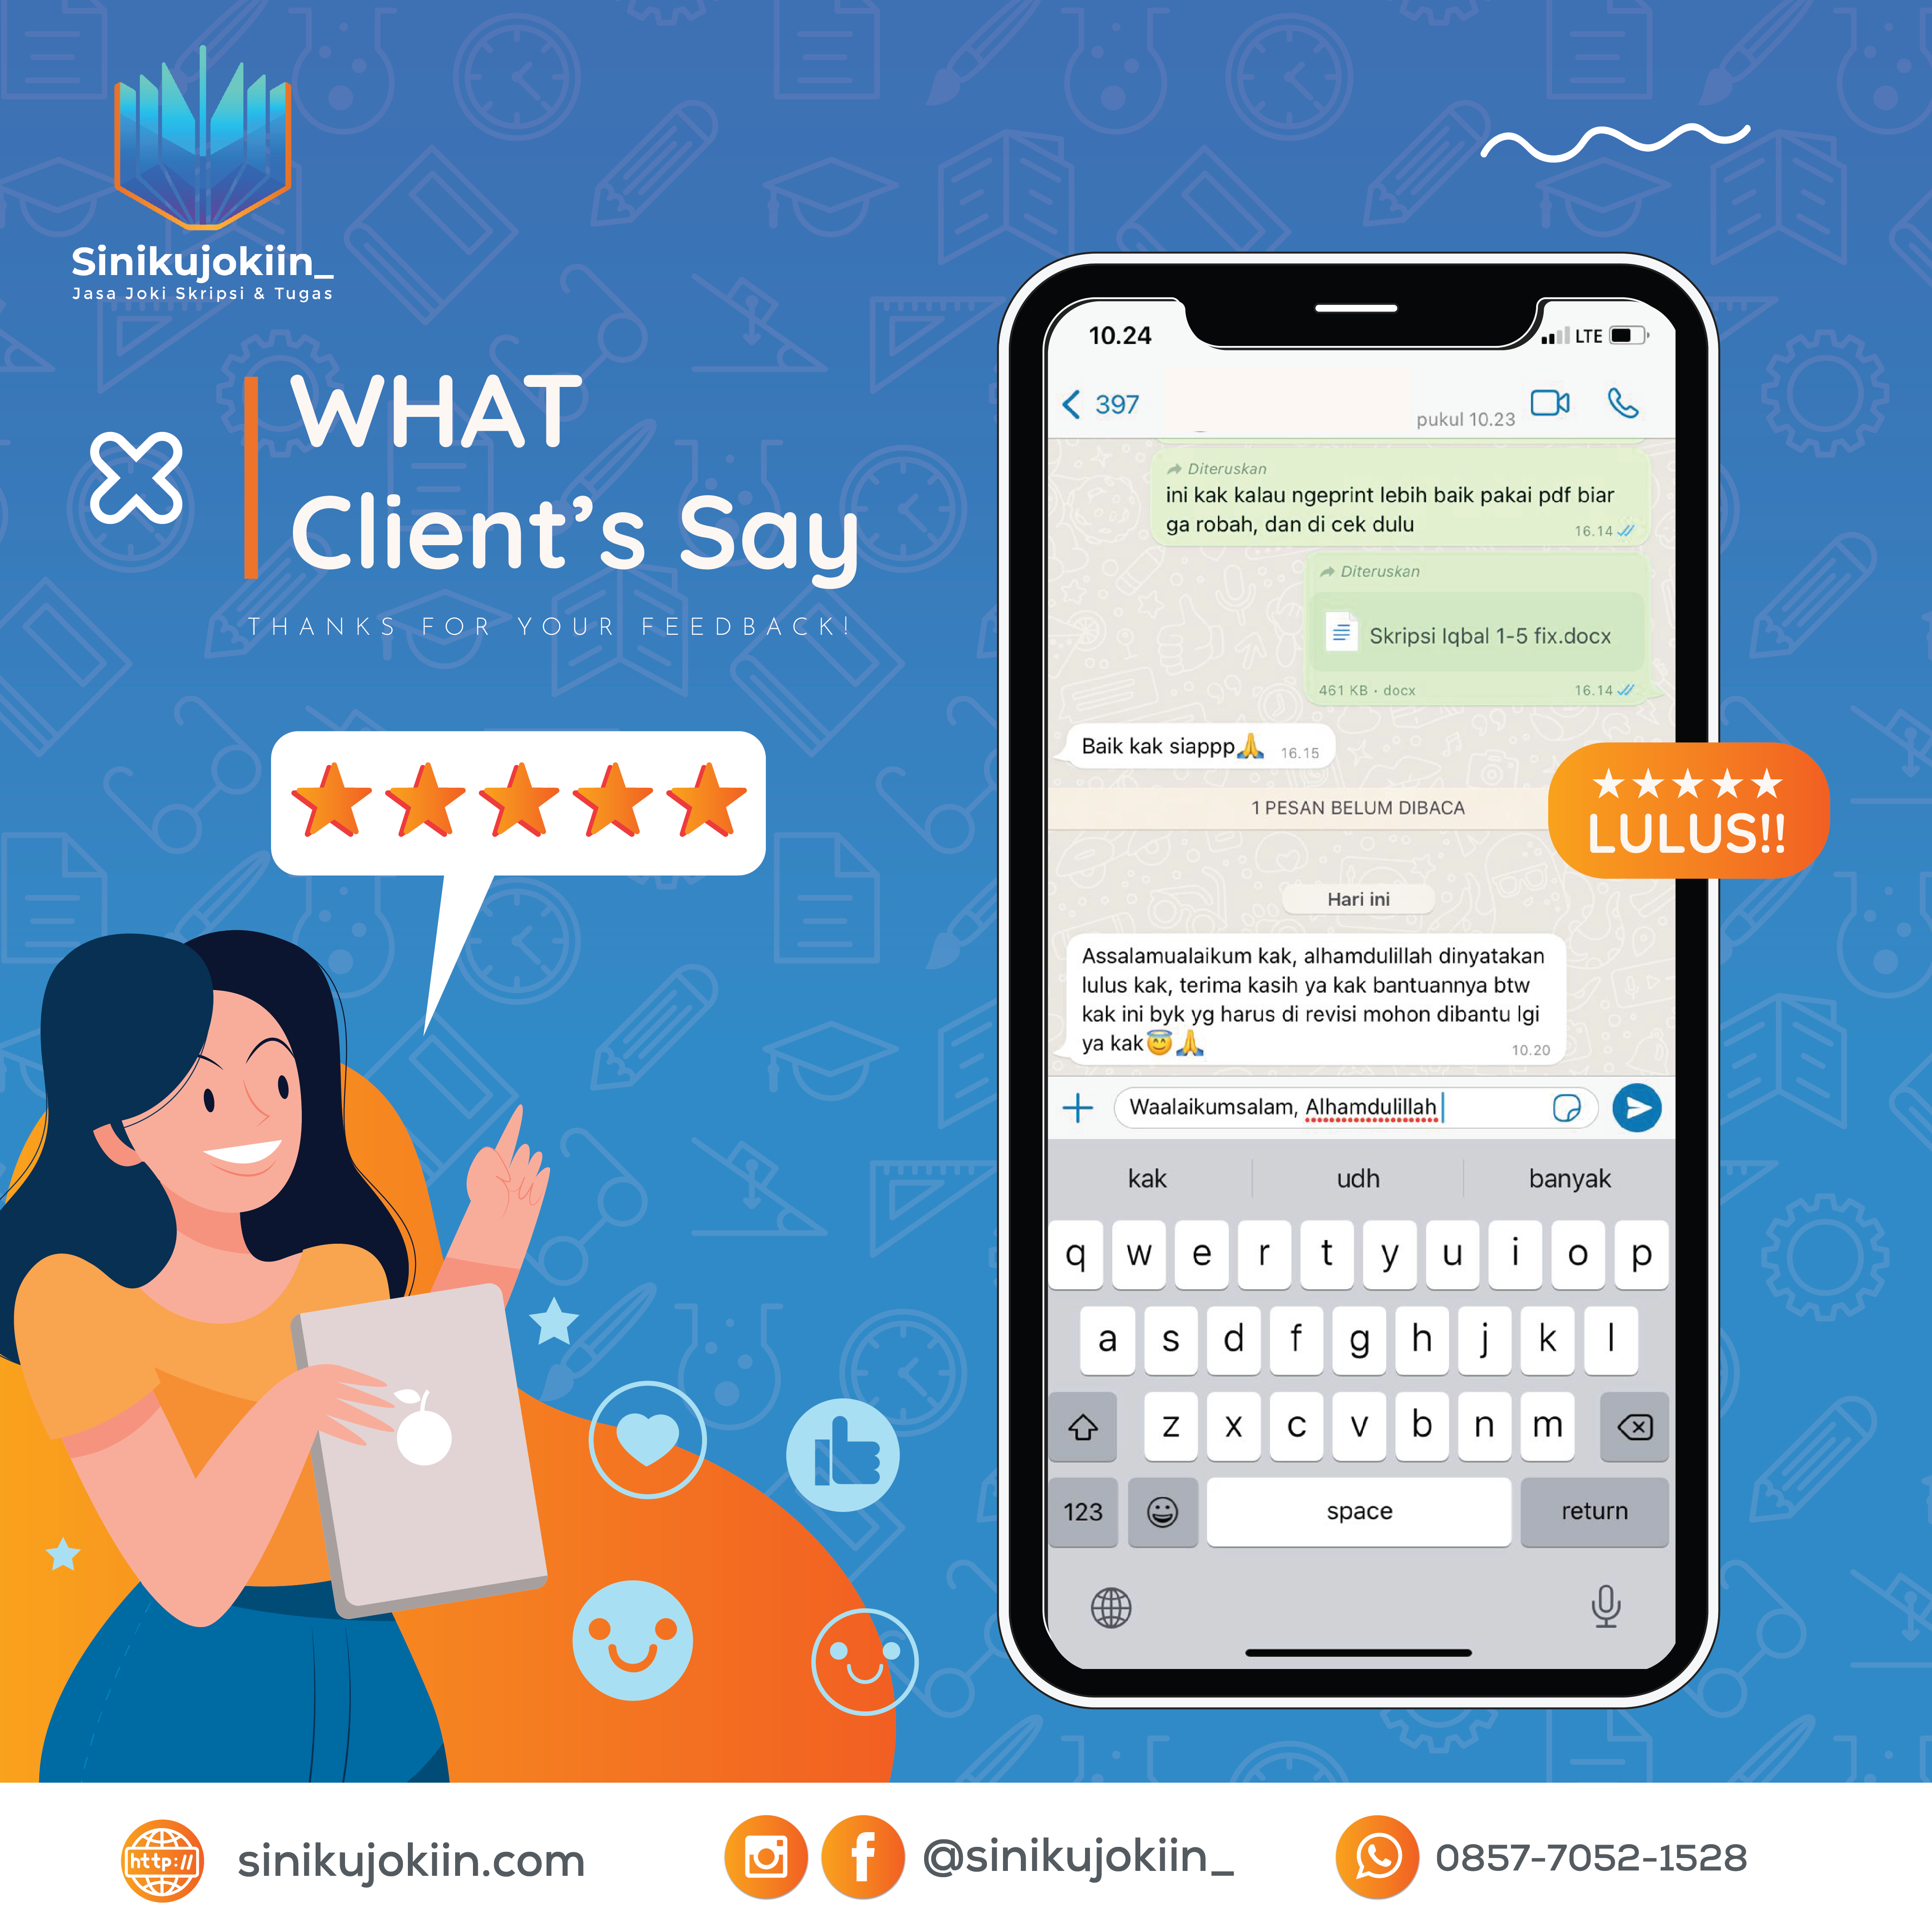 Sinikujokiin_
Jasa Joki Skripsi & Tugas
WHAT
Client's Say
THANKS FOR YOUR FEEDBACK!
10.24
LTE
397
pukul 10.23
Diteruskan
ini kak kalau ngeprint lebih baik pakai pdf biar
ga robah, dan di cek dulu
16.14
Diteruskan
Skripsi Iqbal 1-5 fix.docx
461 KB • docx
16.14
Baik kak siappp🙏
16.15
1 PESAN BELUM DIBACA
LULUS!!
Hari ini
Assalamualaikum kak, alhamdulillah dinyatakan
lulus kak, terima kasih ya kak bantuannya btw
kak ini byk yg harus di revisi mohon dibantu lgi
ya kak😇🙏
10.20
Waalaikumsalam, Alhamdulillah
kak udh banyak
q w e r t y u i o p
a s d f g h j k l
z x c v b n m
123 space return
http://
sinikujokiin.com
@sinikujokiin_
0857-7052-1528